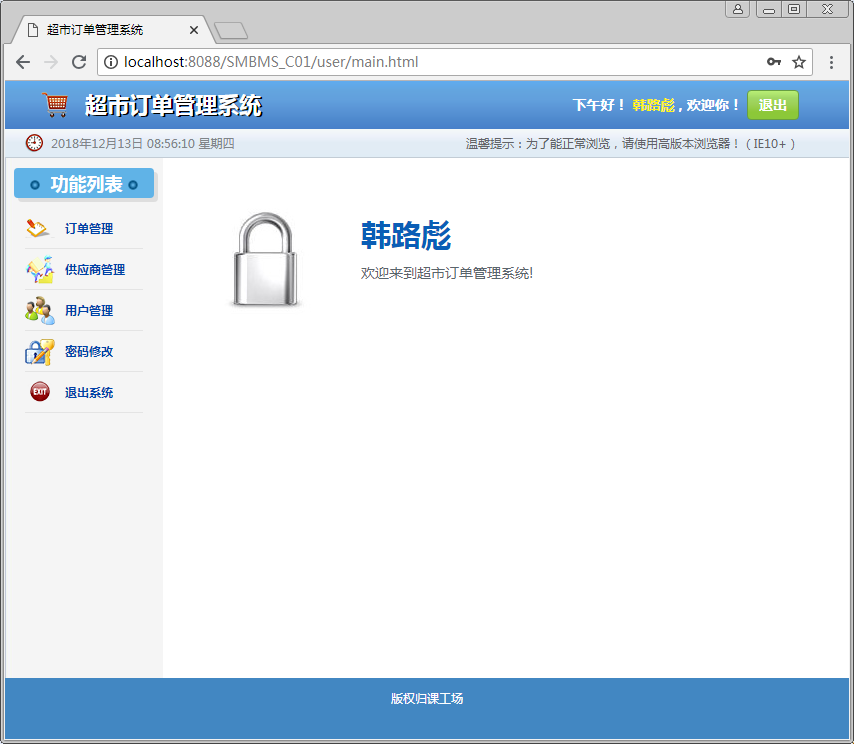 超市订单管理系统
localhost:8088/SMBMS_C01/user/main.html
超市订单管理系统
下午好！ 韩路彪 , 欢迎你！ 退出
2018年12月13日 08:56:10 星期四
温馨提示：为了能正常浏览，请使用高版本浏览器！（IE10+）
功能列表
订单管理
供应商管理
用户管理
密码修改
EXIT 退出系统
韩路彪
欢迎来到超市订单管理系统!
版权归课工场